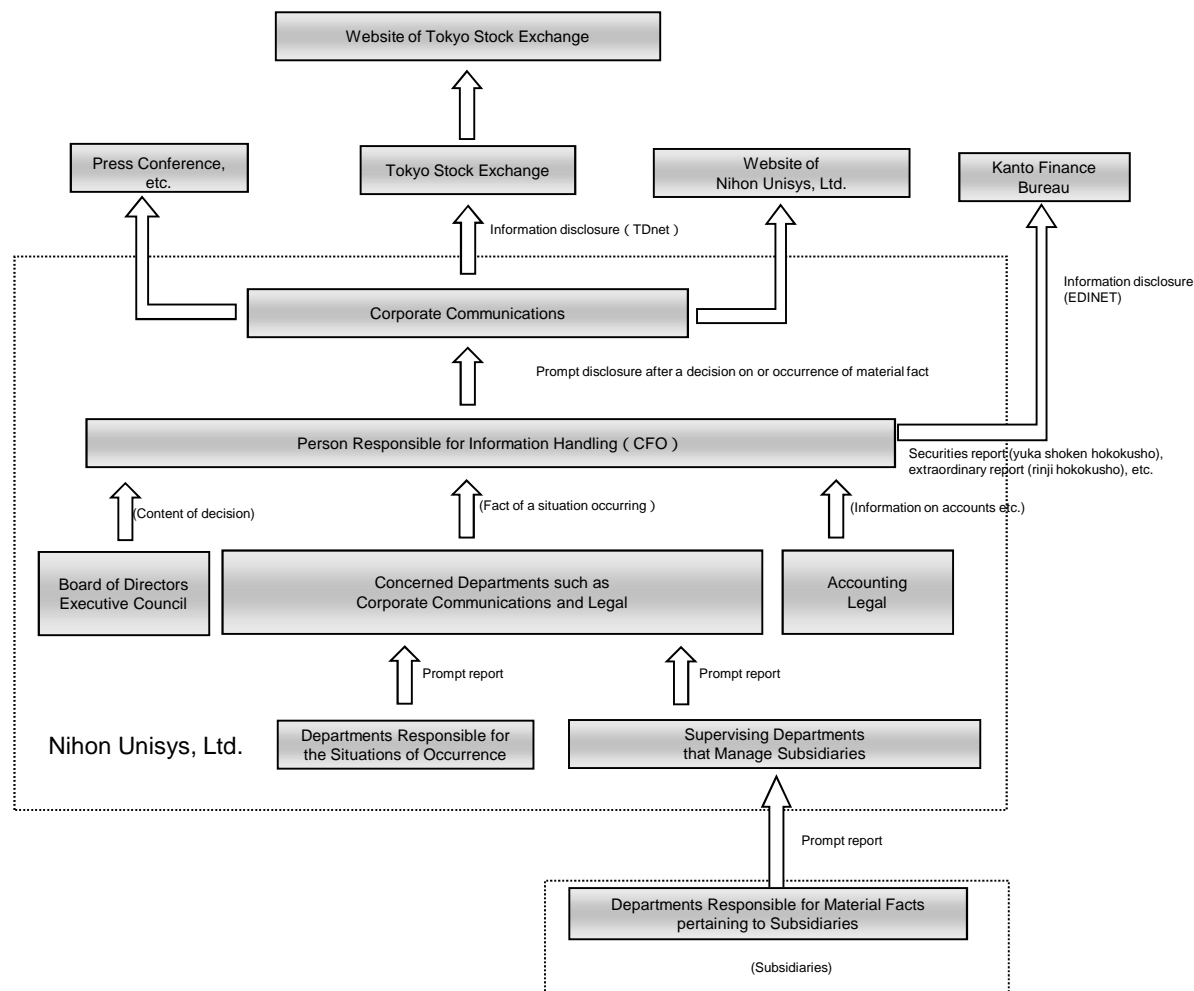 Website of Tokyo Stock Exchange
Press Conference,
etc.
Tokyo Stock Exchange
Website of
Nihon Unisys, Ltd.
Kanto Finance
Bureau
Information disclosure ( TDnet )
Information disclosure
(EDINET)
Corporate Communications
Prompt disclosure after a decision on or occurrence of material fact
Person Responsible for Information Handling ( CFO )
Securities report (yuka shoken hokokusho),
extraordinary report (rinji hokokusho), etc.
(Content of decision)
(Fact of a situation occurring )
(Information on accounts etc.)
Board of Directors
Executive Council
Concerned Departments such as
Corporate Communications and Legal
Accounting
Legal
Prompt report
Prompt report
Nihon Unisys, Ltd.
Departments Responsible for
the Situations of Occurrence
Supervising Departments
that Manage Subsidiaries
Prompt report
Departments Responsible for Material Facts
pertaining to Subsidiaries
(Subsidiaries)